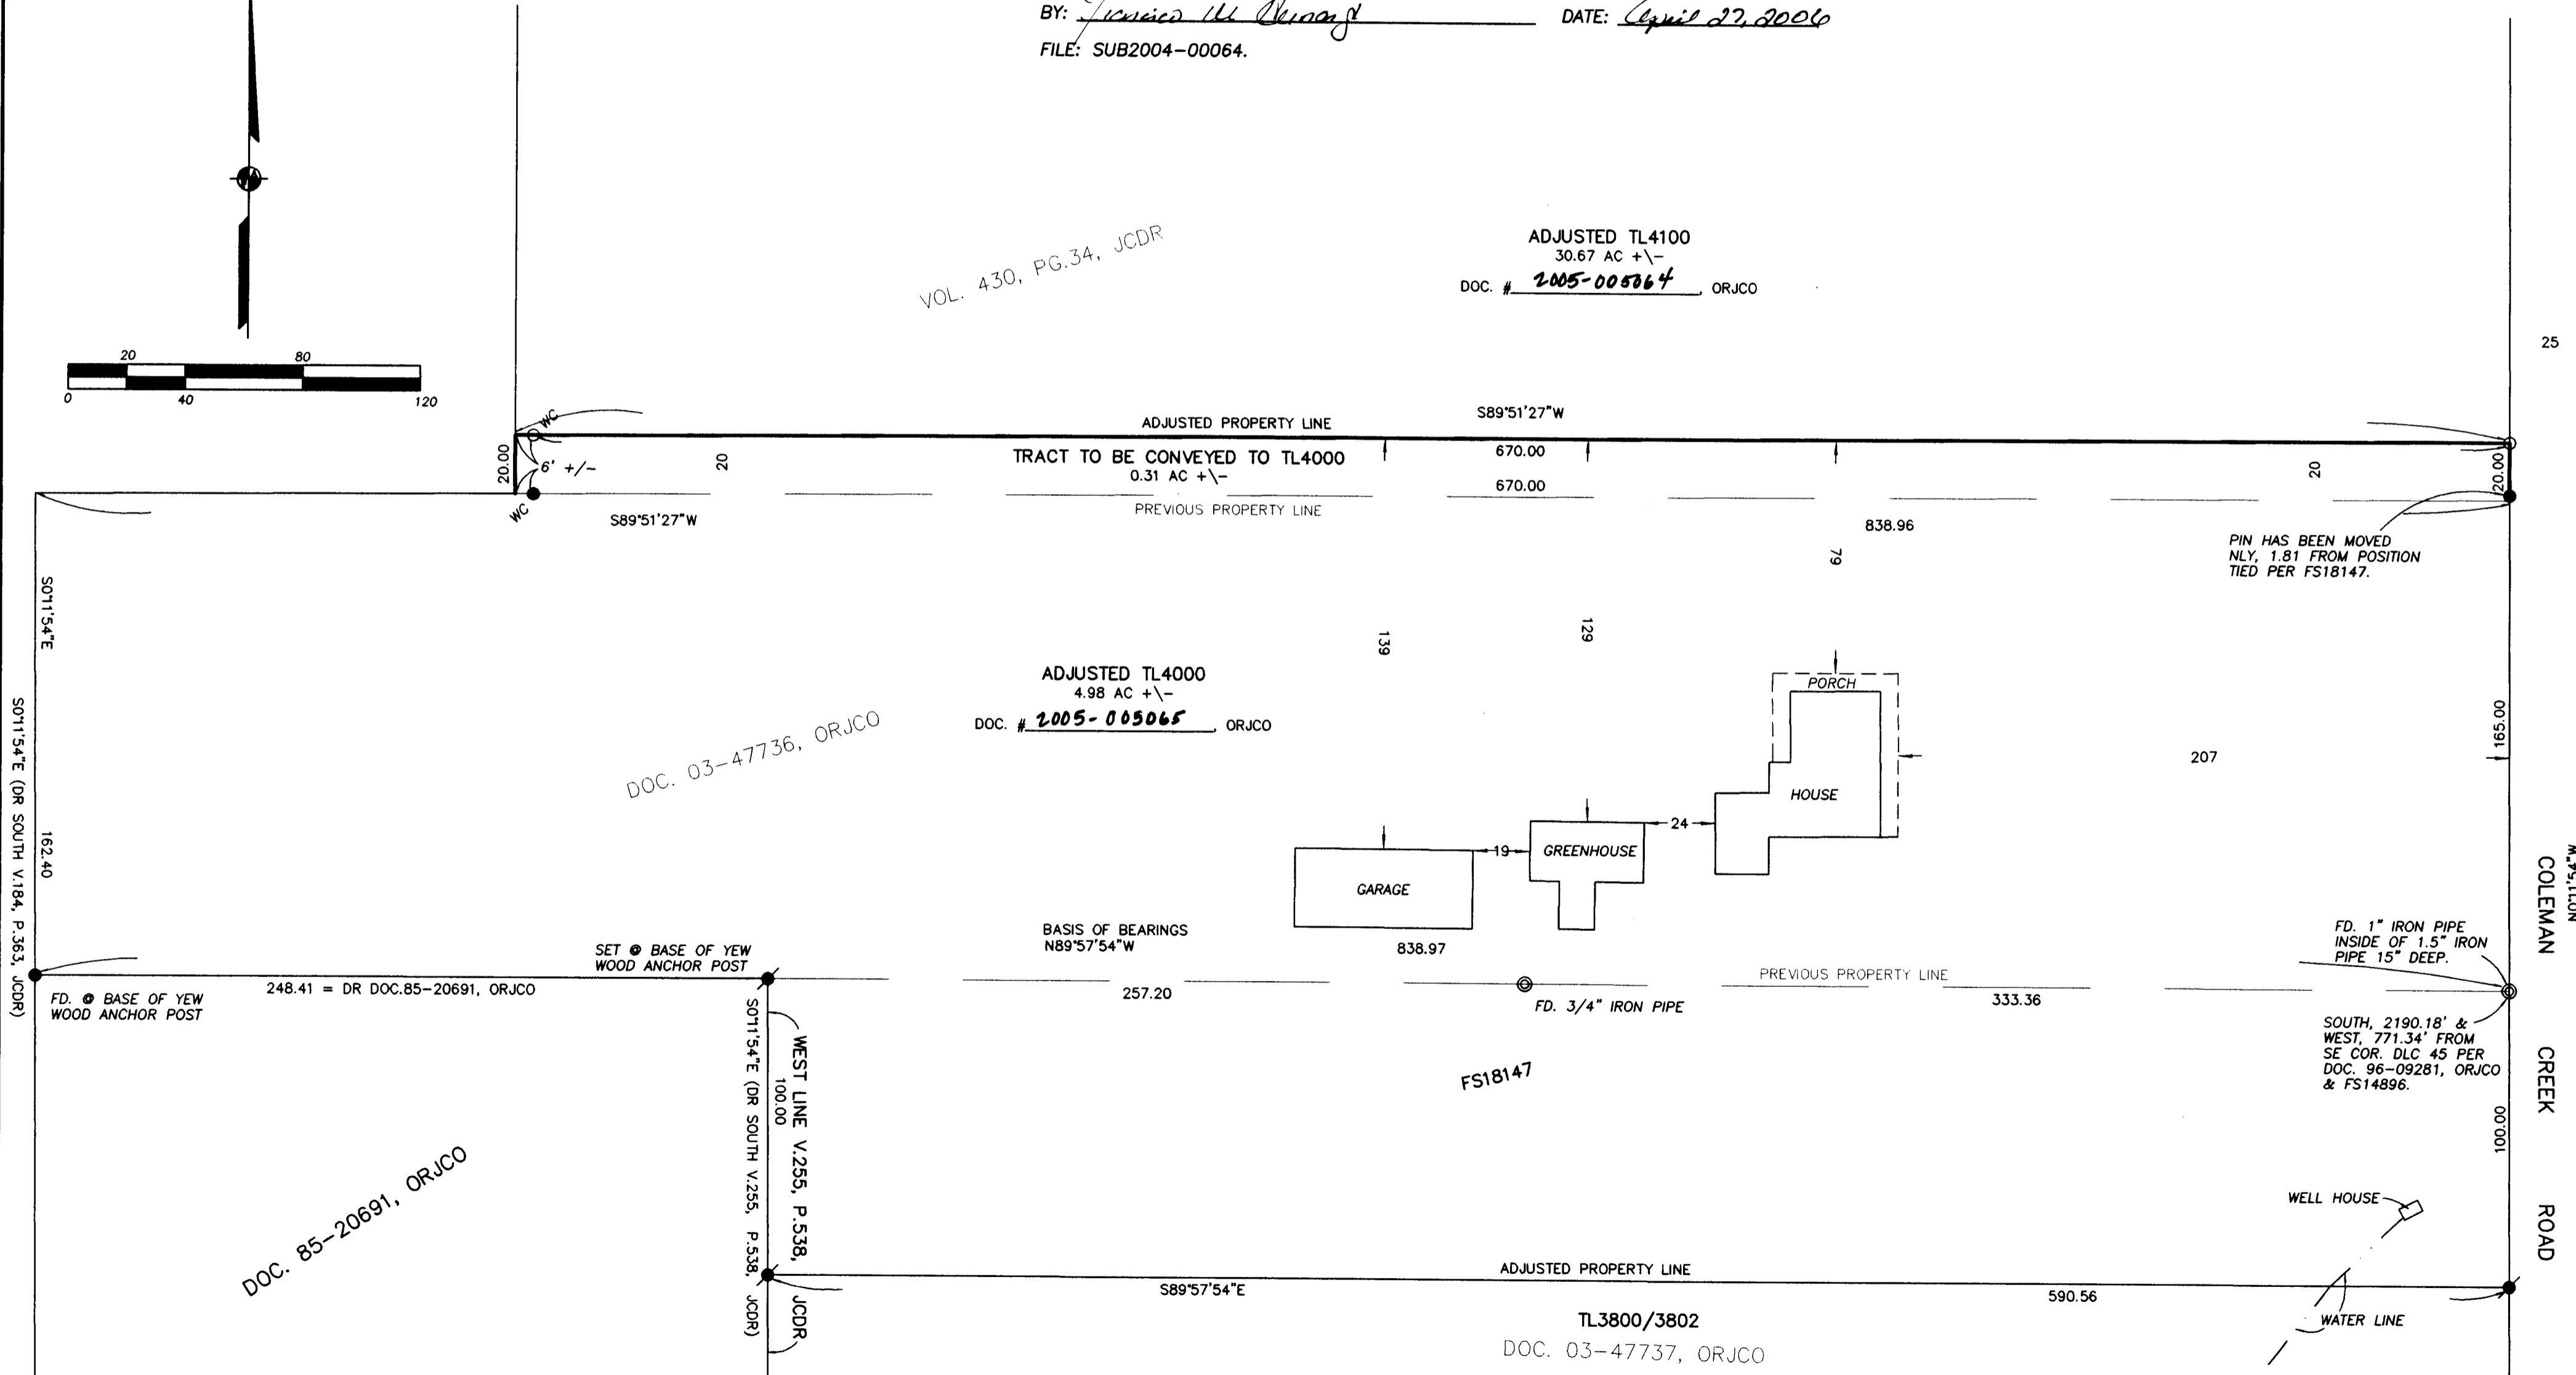 BY: DATE: April 27, 2006
FILE: SUB2004-00064.
VOL. 430, PG.34, JCDR
ADJUSTED TL4100
30.67 AC +\-
DOC. # 2005-005064, ORJCO
25
20 80
0 40 120
WC
ADJUSTED PROPERTY LINE
S89°51'27"W
20.00
6' +/-
20
TRACT TO BE CONVEYED TO TL4000
0.31 AC +\-
670.00
20
20.00
670.00
WC
S89°51'27"W
PREVIOUS PROPERTY LINE
838.96
PIN HAS BEEN MOVED
NLY, 1.81 FROM POSITION
TIED PER FS18147.
79
129
139
S0°11'54"E
162.40
S0°11'54"E (DR SOUTH V.184, P.363, JCDR)
ADJUSTED TL4000
4.98 AC +\-
DOC. # 2005-005065, ORJCO
DOC. 03-47736, ORJCO
PORCH
HOUSE
207
165.00
24
19
GREENHOUSE
GARAGE
N0°11'54"W
COLEMAN CREEK ROAD
BASIS OF BEARINGS
N89°57'54"W
838.97
SET @ BASE OF YEW
WOOD ANCHOR POST
FD. 1" IRON PIPE
INSIDE OF 1.5" IRON
PIPE 15" DEEP.
PREVIOUS PROPERTY LINE
248.41 = DR DOC.85-20691, ORJCO
257.20
333.36
FD. @ BASE OF YEW
WOOD ANCHOR POST
FD. 3/4" IRON PIPE
SOUTH, 2190.18' &
WEST, 771.34' FROM
SE COR. DLC 45 PER
DOC. 96-09281, ORJCO
& FS14896.
WEST LINE V.255, P.538, JCDR
100.00
S0°11'54"E (DR SOUTH V.255, P.538, JCDR)
FS18147
100.00
DOC. 85-20691, ORJCO
WELL HOUSE
ADJUSTED PROPERTY LINE
S89°57'54"E
590.56
TL3800/3802
WATER LINE
DOC. 03-47737, ORJCO